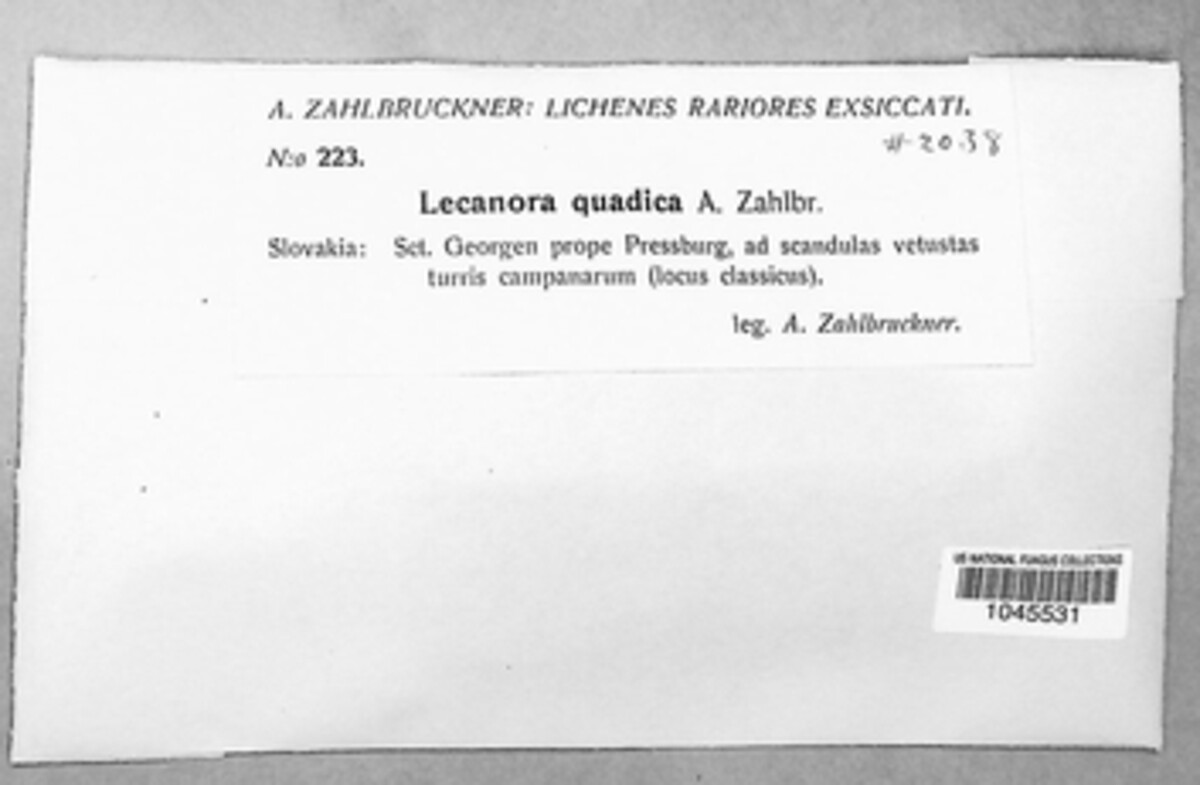 A. ZAHLBRUCKNER: LICHENES RARIORES EXSICCATI.
# 2038
N:o 223.
Lecanora quadica A. Zahlbr.
Slovakia: Sct. Georgen prope Pressburg, ad scandulas vetustas
turris campanarum (locus classicus).
leg. A. Zahlbruckner.
US NATIONAL FUNGUS COLLECTIONS
1045531